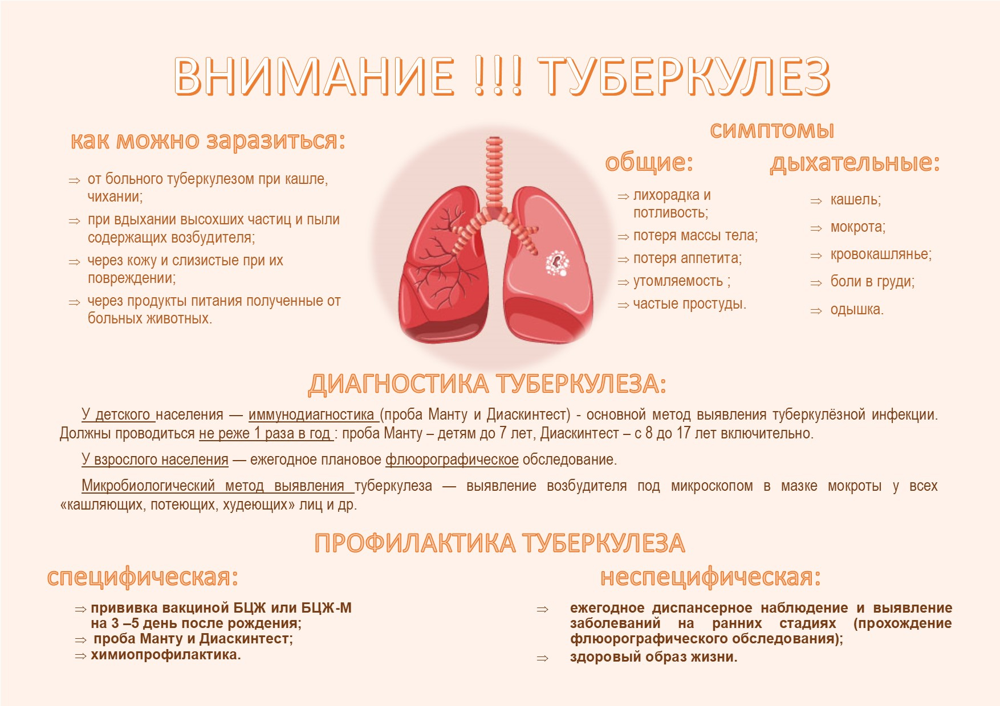 ВНИМАНИЕ !!! ТУБЕРКУЛЕЗ
как можно заразиться:
⇒ от больного туберкулезом при кашле,
чихании;
⇒ при вдыхании высохших частиц и пыли
содержащих возбудителя;
⇒ через кожу и слизистые при их
повреждении;
⇒ через продукты питания полученные от
больных животных.
симптомы
общие:
⇒ лихорадка и
потливость;
⇒ потеря массы тела;
⇒ потеря аппетита;
⇒ утомляемость ;
⇒ частые простуды.
дыхательные:
⇒ кашель;
⇒ мокрота;
⇒ кровокашлянье;
⇒ боли в груди;
⇒ одышка.
ДИАГНОСТИКА ТУБЕРКУЛЕЗА:
У детского населения — иммунодиагностика (проба Манту и Диаскинтест) - основной метод выявления туберкулёзной инфекции.
Должны проводиться не реже 1 раза в год : проба Манту – детям до 7 лет, Диаскинтест – с 8 до 17 лет включительно.
У взрослого населения — ежегодное плановое флюорографическое обследование.
Микробиологический метод выявления туберкулеза — выявление возбудителя под микроскопом в мазке мокроты у всех
«кашляющих, потеющих, худеющих» лиц и др.
ПРОФИЛАКТИКА ТУБЕРКУЛЕЗА
специфическая:
⇒ прививка вакциной БЦЖ или БЦЖ-М
на 3 –5 день после рождения;
⇒ проба Манту и Диаскинтест;
⇒ химиопрофилактика.
неспецифическая:
⇒ ежегодное диспансерное наблюдение и выявление
заболеваний на ранних стадиях (прохождение
флюорографического обследования);
⇒ здоровый образ жизни.